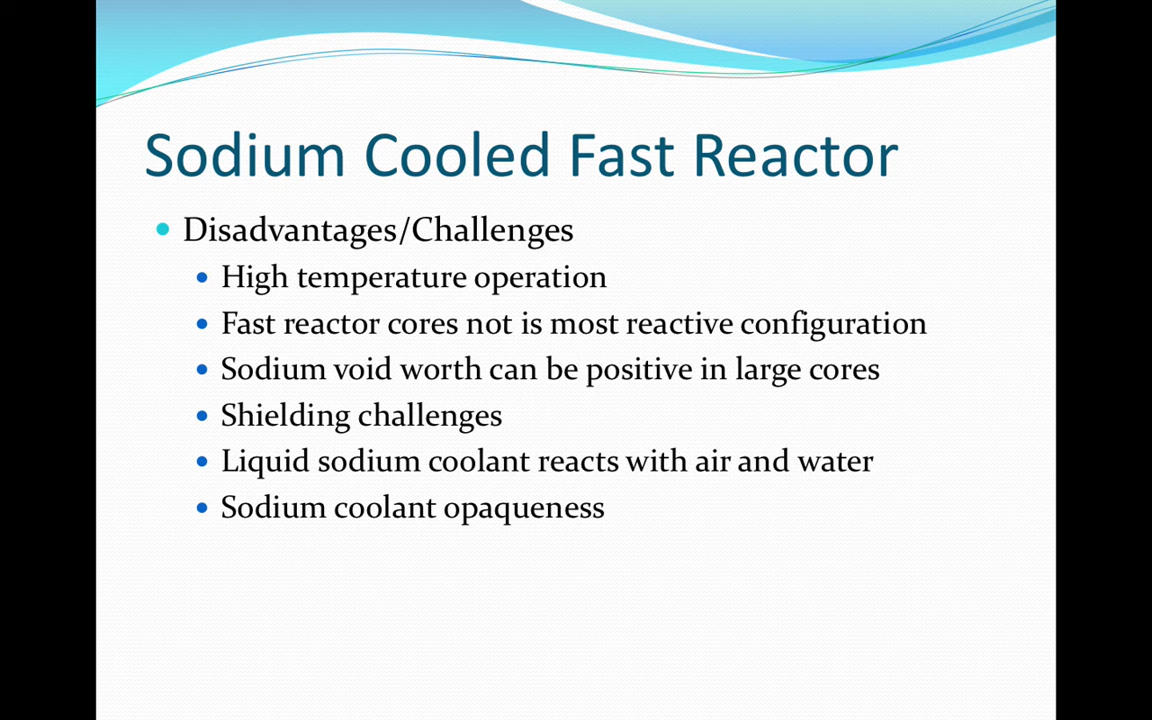 Sodium Cooled Fast Reactor
Disadvantages/Challenges
High temperature operation
Fast reactor cores not is most reactive configuration
Sodium void worth can be positive in large cores
Shielding challenges
Liquid sodium coolant reacts with air and water
Sodium coolant opaqueness